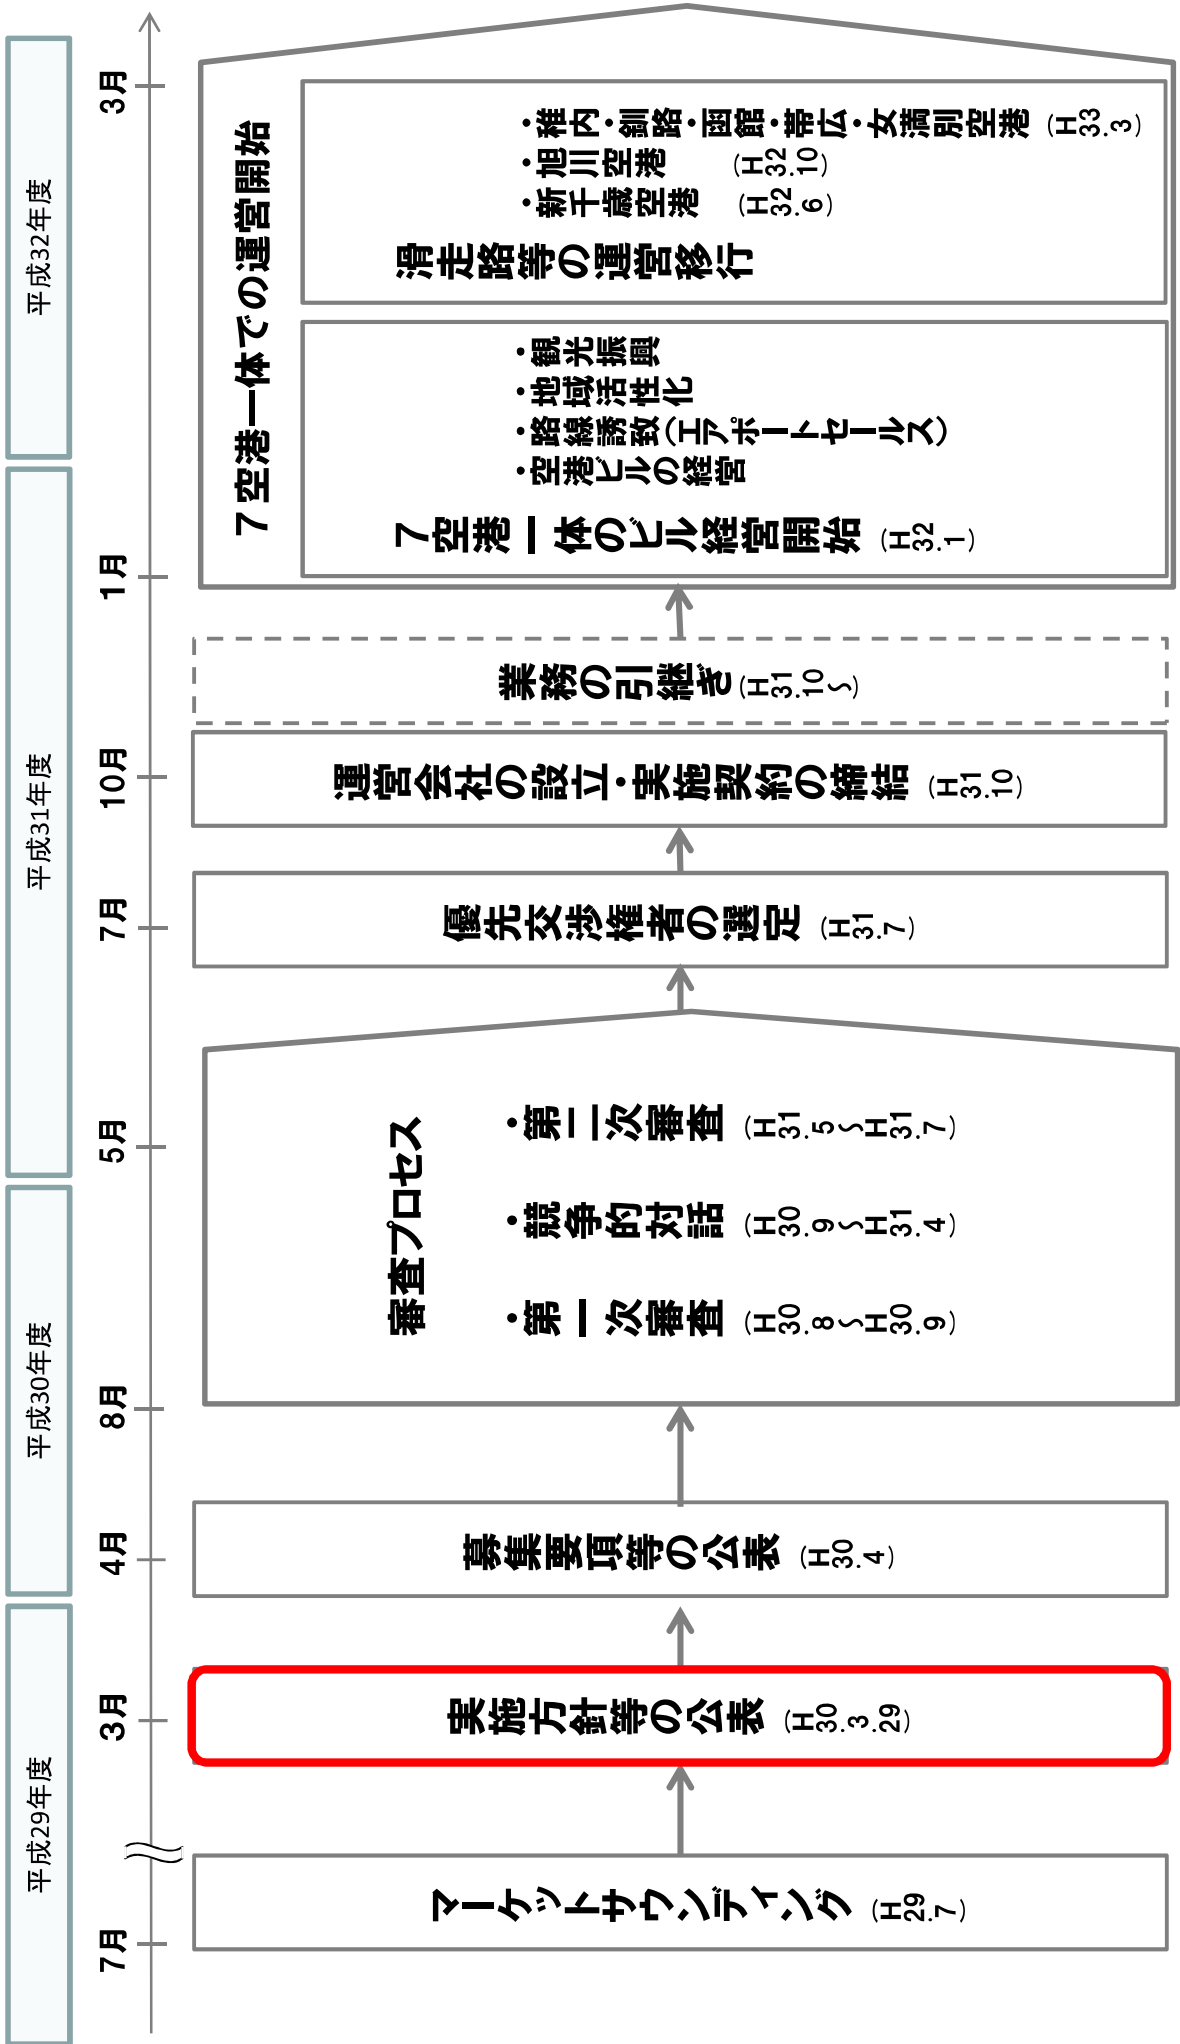 平成29年度
平成30年度
平成31年度
平成32年度
7月
3月
4月
8月
5月
7月
10月
1月
3月
マーケットサウンディング（H29.7）
実施方針等の公表（H30.3.29）
募集要項等の公表（H30.4）
審査プロセス
・第一次審査（H30.8～H30.9）
・競争的対話（H30.9～H31.4）
・第二次審査（H31.5～H31.7）
優先交渉権者の選定（H31.7）
運営会社の設立・実施契約の締結（H31.10）
業務の引継ぎ（H31.10～）
７空港一体での運営開始
７空港一体のビル経営開始（H32.1）
・空港ビルの経営
・路線誘致（エアポートセールス）
・地域活性化
・観光振興
滑走路等の運営移行
・新千歳空港（H32.6）
・旭川空港（H32.10）
・稚内・釧路・函館・帯広・女満別空港（H33.3）